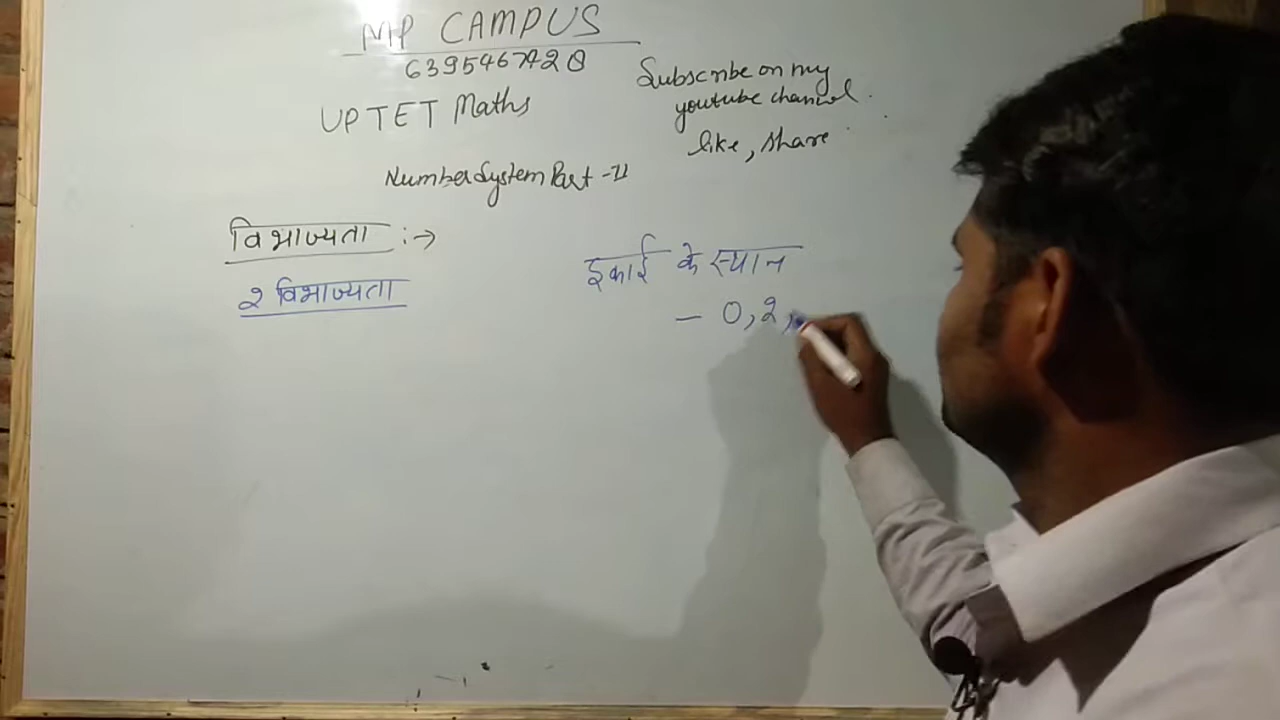 MP CAMPUS
6395467420
UPTET Maths
Subscribe on my
youtube channel.
like, share
Number System Part - II
विभाज्यता :→
2 विभाज्यता
इकाई के स्थान
- 0, 2,